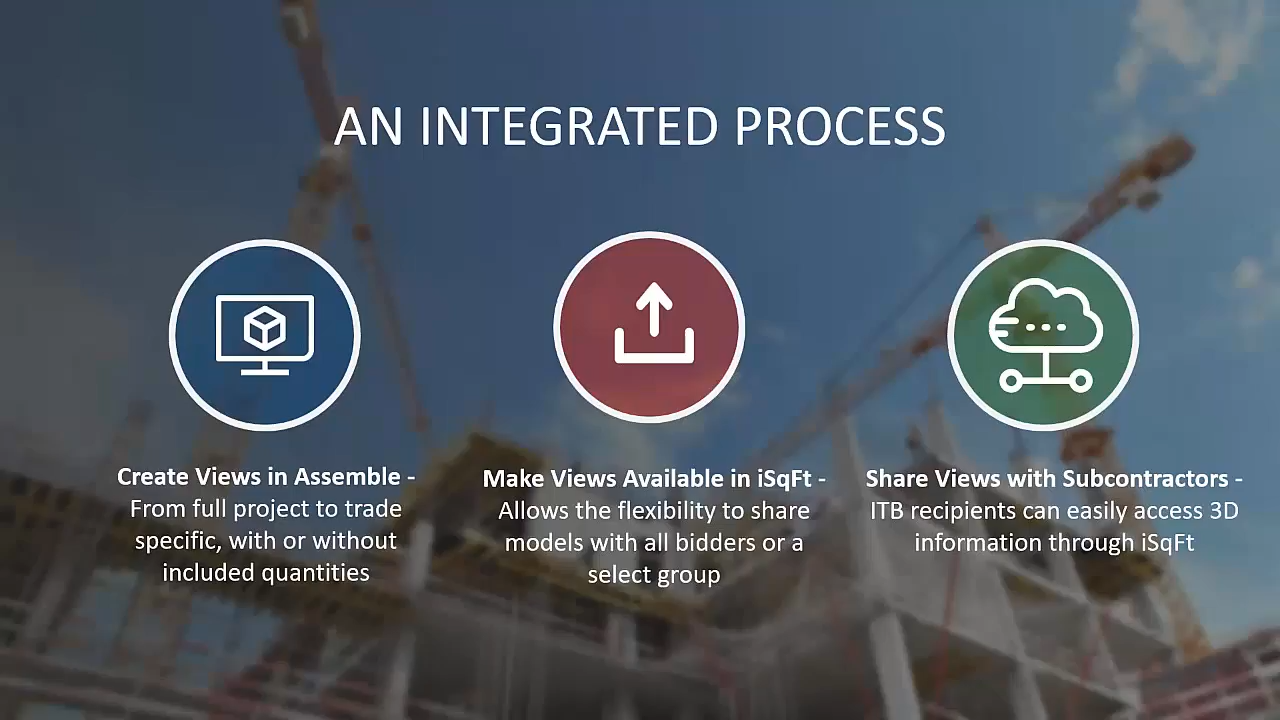 AN INTEGRATED PROCESS
Create Views in Assemble -
From full project to trade
specific, with or without
included quantities
Make Views Available in iSqFt -
Allows the flexibility to share
models with all bidders or a
select group
Share Views with Subcontractors -
ITB recipients can easily access 3D
information through iSqFt